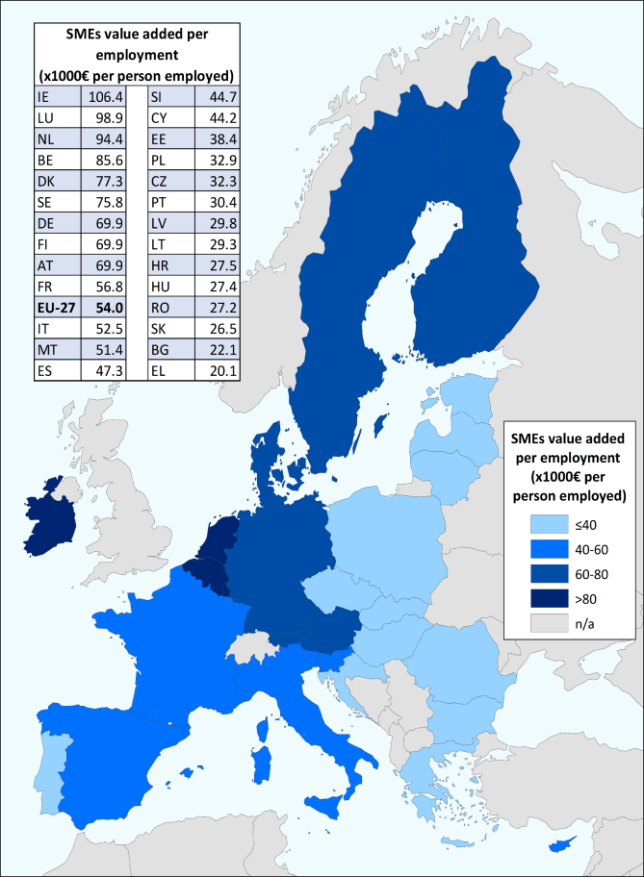 SMEs value added per
employment
(x1000€ per person employed)
IE 106.4 SI 44.7
LU 98.9 CY 44.2
NL 94.4 EE 38.4
BE 85.6 PL 32.9
DK 77.3 CZ 32.3
SE 75.8 PT 30.4
DE 69.9 LV 29.8
FI 69.9 LT 29.3
AT 69.9 HR 27.5
FR 56.8 HU 27.4
EU-27 54.0 RO 27.2
IT 52.5 SK 26.5
MT 51.4 BG 22.1
ES 47.3 EL 20.1
SMEs value added
per employment
(x1000€ per
person employed)
≤40
40-60
60-80
>80
n/a